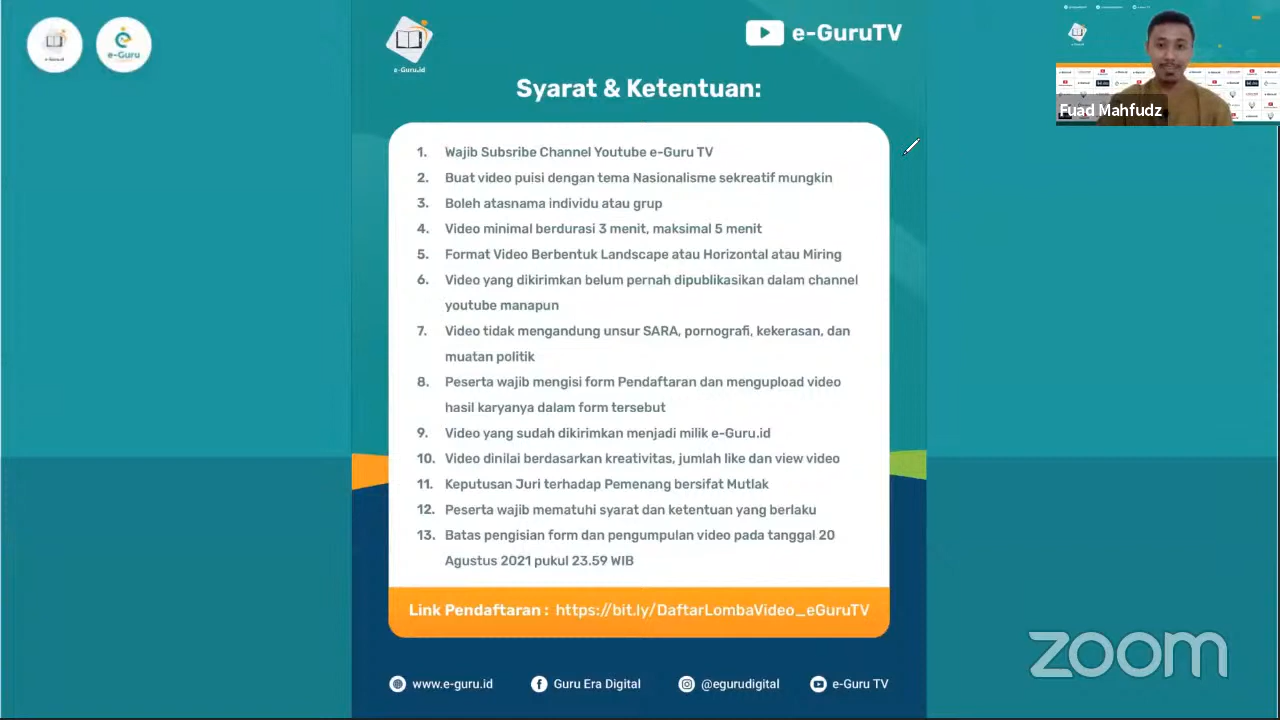 e-Guru.id
e-Guru
e-Guru.id
e-GuruTV
Syarat & Ketentuan:
1. Wajib Subsribe Channel Youtube e-Guru TV
2. Buat video puisi dengan tema Nasionalisme sekreatif mungkin
3. Boleh atasnama individu atau grup
4. Video minimal berdurasi 3 menit, maksimal 5 menit
5. Format Video Berbentuk Landscape atau Horizontal atau Miring
6. Video yang dikirimkan belum pernah dipublikasikan dalam channel
youtube manapun
7. Video tidak mengandung unsur SARA, pornografi, kekerasan, dan
muatan politik
8. Peserta wajib mengisi form Pendaftaran dan mengupload video
hasil karyanya dalam form tersebut
9. Video yang sudah dikirimkan menjadi milik e-Guru.id
10. Video dinilai berdasarkan kreativitas, jumlah like dan view video
11. Keputusan Juri terhadap Pemenang bersifat Mutlak
12. Peserta wajib mematuhi syarat dan ketentuan yang berlaku
13. Batas pengisian form dan pengumpulan video pada tanggal 20
Agustus 2021 pukul 23.59 WIB
Link Pendaftaran : https://bit.ly/DaftarLombaVideo_eGuruTV
www.e-guru.id
Guru Era Digital
@egurudigital
e-Guru TV
Fuad Mahfudz
zoom